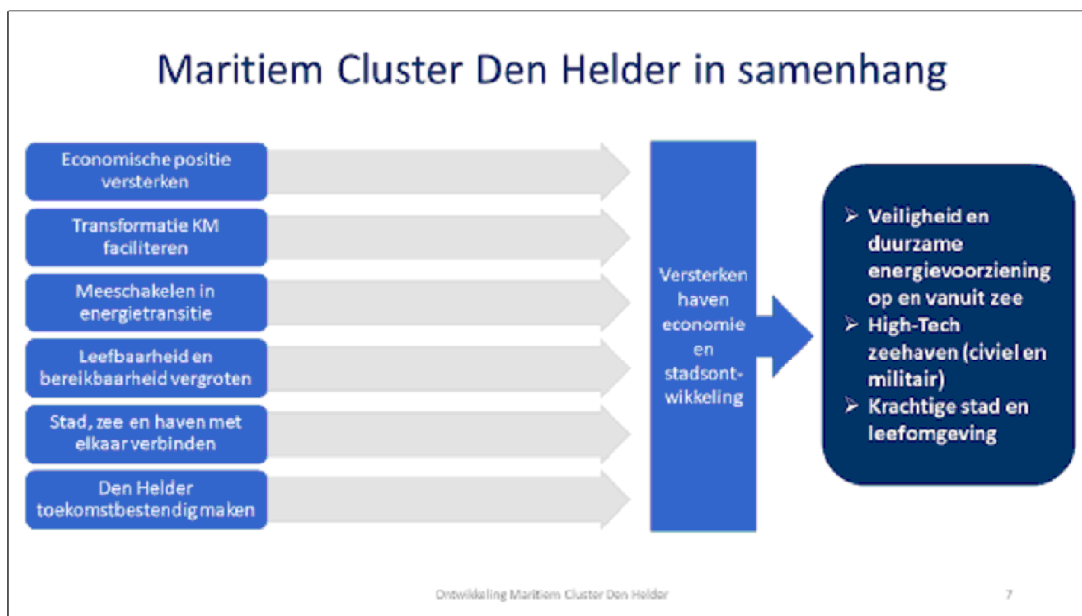 Maritiem Cluster Den Helder in samenhang
Economische positie
versterken
Transformatie KM
faciliteren
Meeschakelen in
energietransitie
Leefbaarheid en
bereikbaarheid vergroten
Stad, zee en haven met
elkaar verbinden
Den Helder
toekomstbestendig maken
Versterken
haven
economie
en
stadsont-
wikkeling
➢ Veiligheid en
duurzame
energievoorziening
op en vanuit zee
➢ High-Tech
zeehaven (civiel en
militair)
➢ Krachtige stad en
leefomgeving
Ontwikkeling Maritiem Cluster Den Helder
7